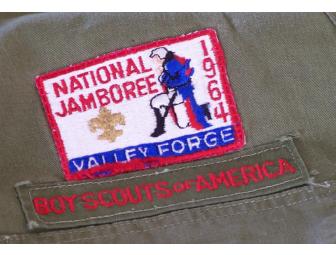 NATIONAL
JAMBOREE
1964
VALLEY FORGE
BOY SCOUTS OF AMERICA